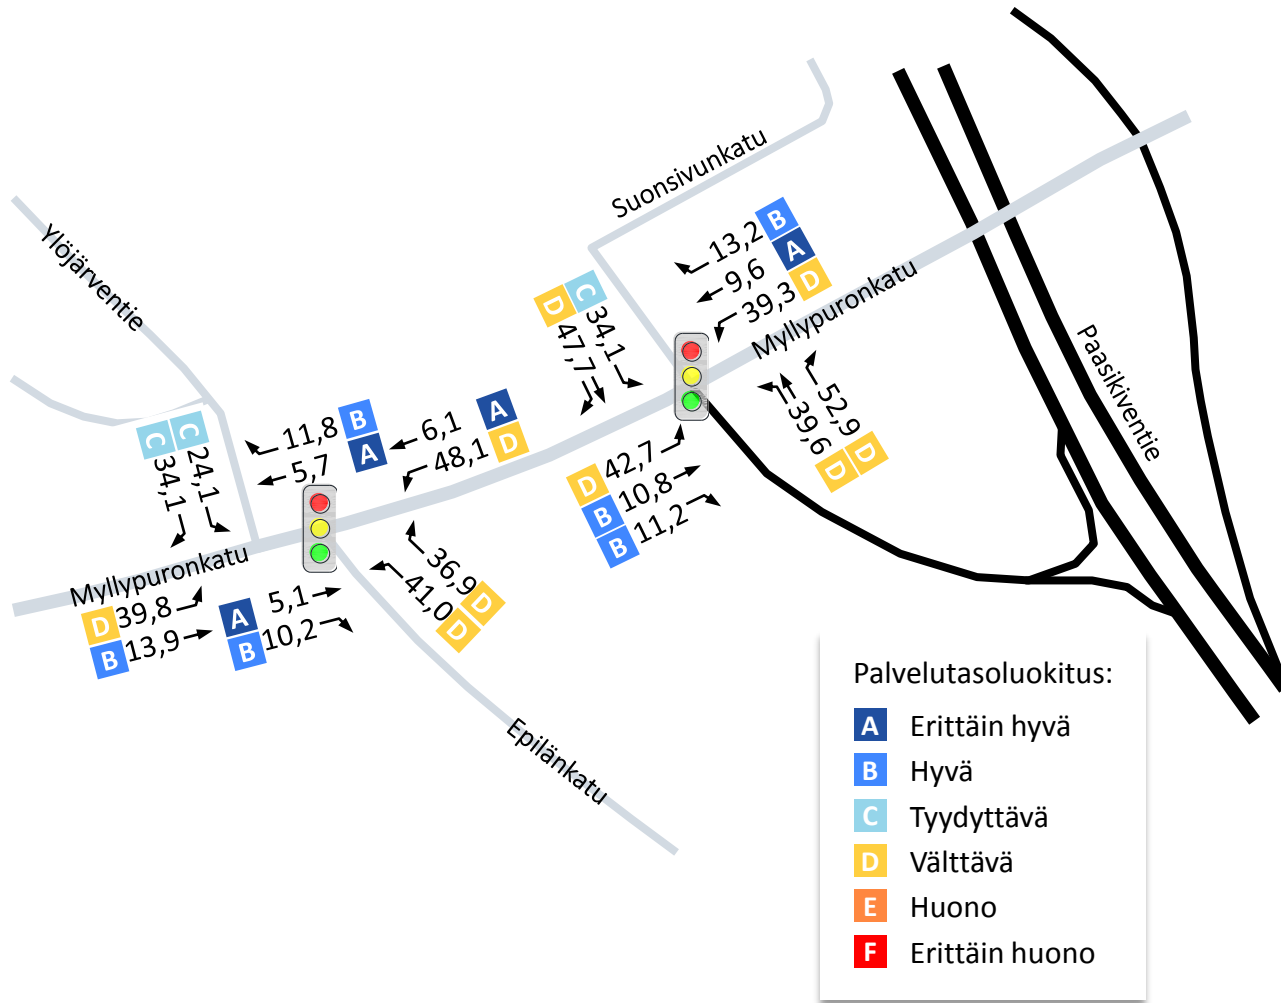 Suonsivunkatu
Ylöjärventie
13,2 B
9,6 A
39,3 D
Myllypuronkatu
Paasikiventie
D 47,7
C 34,1
52,9 D
39,6 D
11,8 B
5,7 A
6,1 A
48,1 D
C 34,1
C 24,1
D 42,7
B 10,8
B 11,2
Myllypuronkatu
36,9 D
41,0 D
D 39,8
B 13,9
A 5,1
B 10,2
Epilänkatu
Palvelutasoluokitus:
A Erittäin hyvä
B Hyvä
C Tyydyttävä
D Välttävä
E Huono
F Erittäin huono